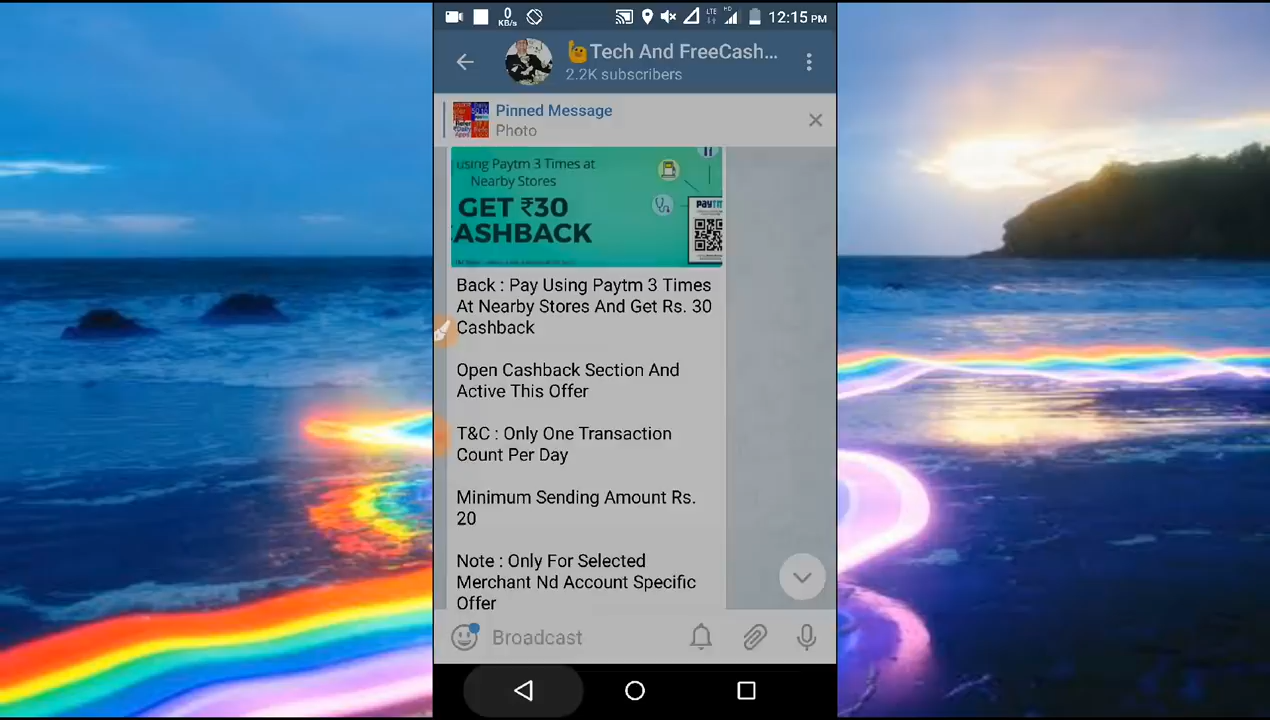 0
KB/s
LTE
HD
12:15 PM
🙋Tech And FreeCash...
2.2K subscribers
Pinned Message
Photo
using Paytm 3 Times at
Nearby Stores
GET ₹30
ASHBACK
PAYTM
Back : Pay Using Paytm 3 Times
At Nearby Stores And Get Rs. 30
Cashback
Open Cashback Section And
Active This Offer
T&C : Only One Transaction
Count Per Day
Minimum Sending Amount Rs.
20
Note : Only For Selected
Merchant Nd Account Specific
Offer
Broadcast